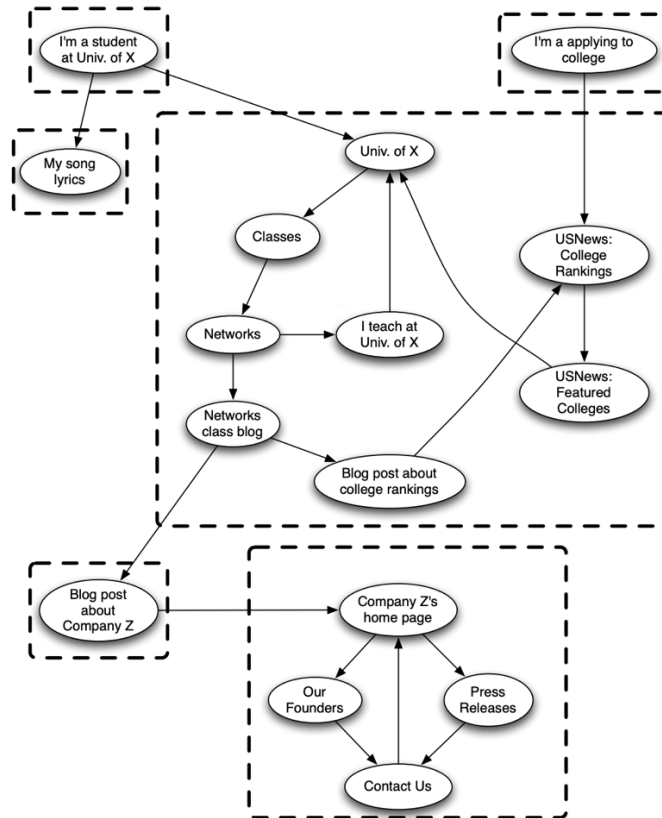 I'm a student
at Univ. of X
I'm a applying to
college
My song
lyrics
Univ. of X
Classes
USNews:
College
Rankings
Networks
I teach at
Univ. of X
USNews:
Featured
Colleges
Networks
class blog
Blog post about
college rankings
Blog post
about
Company Z
Company Z's
home page
Our
Founders
Press
Releases
Contact Us